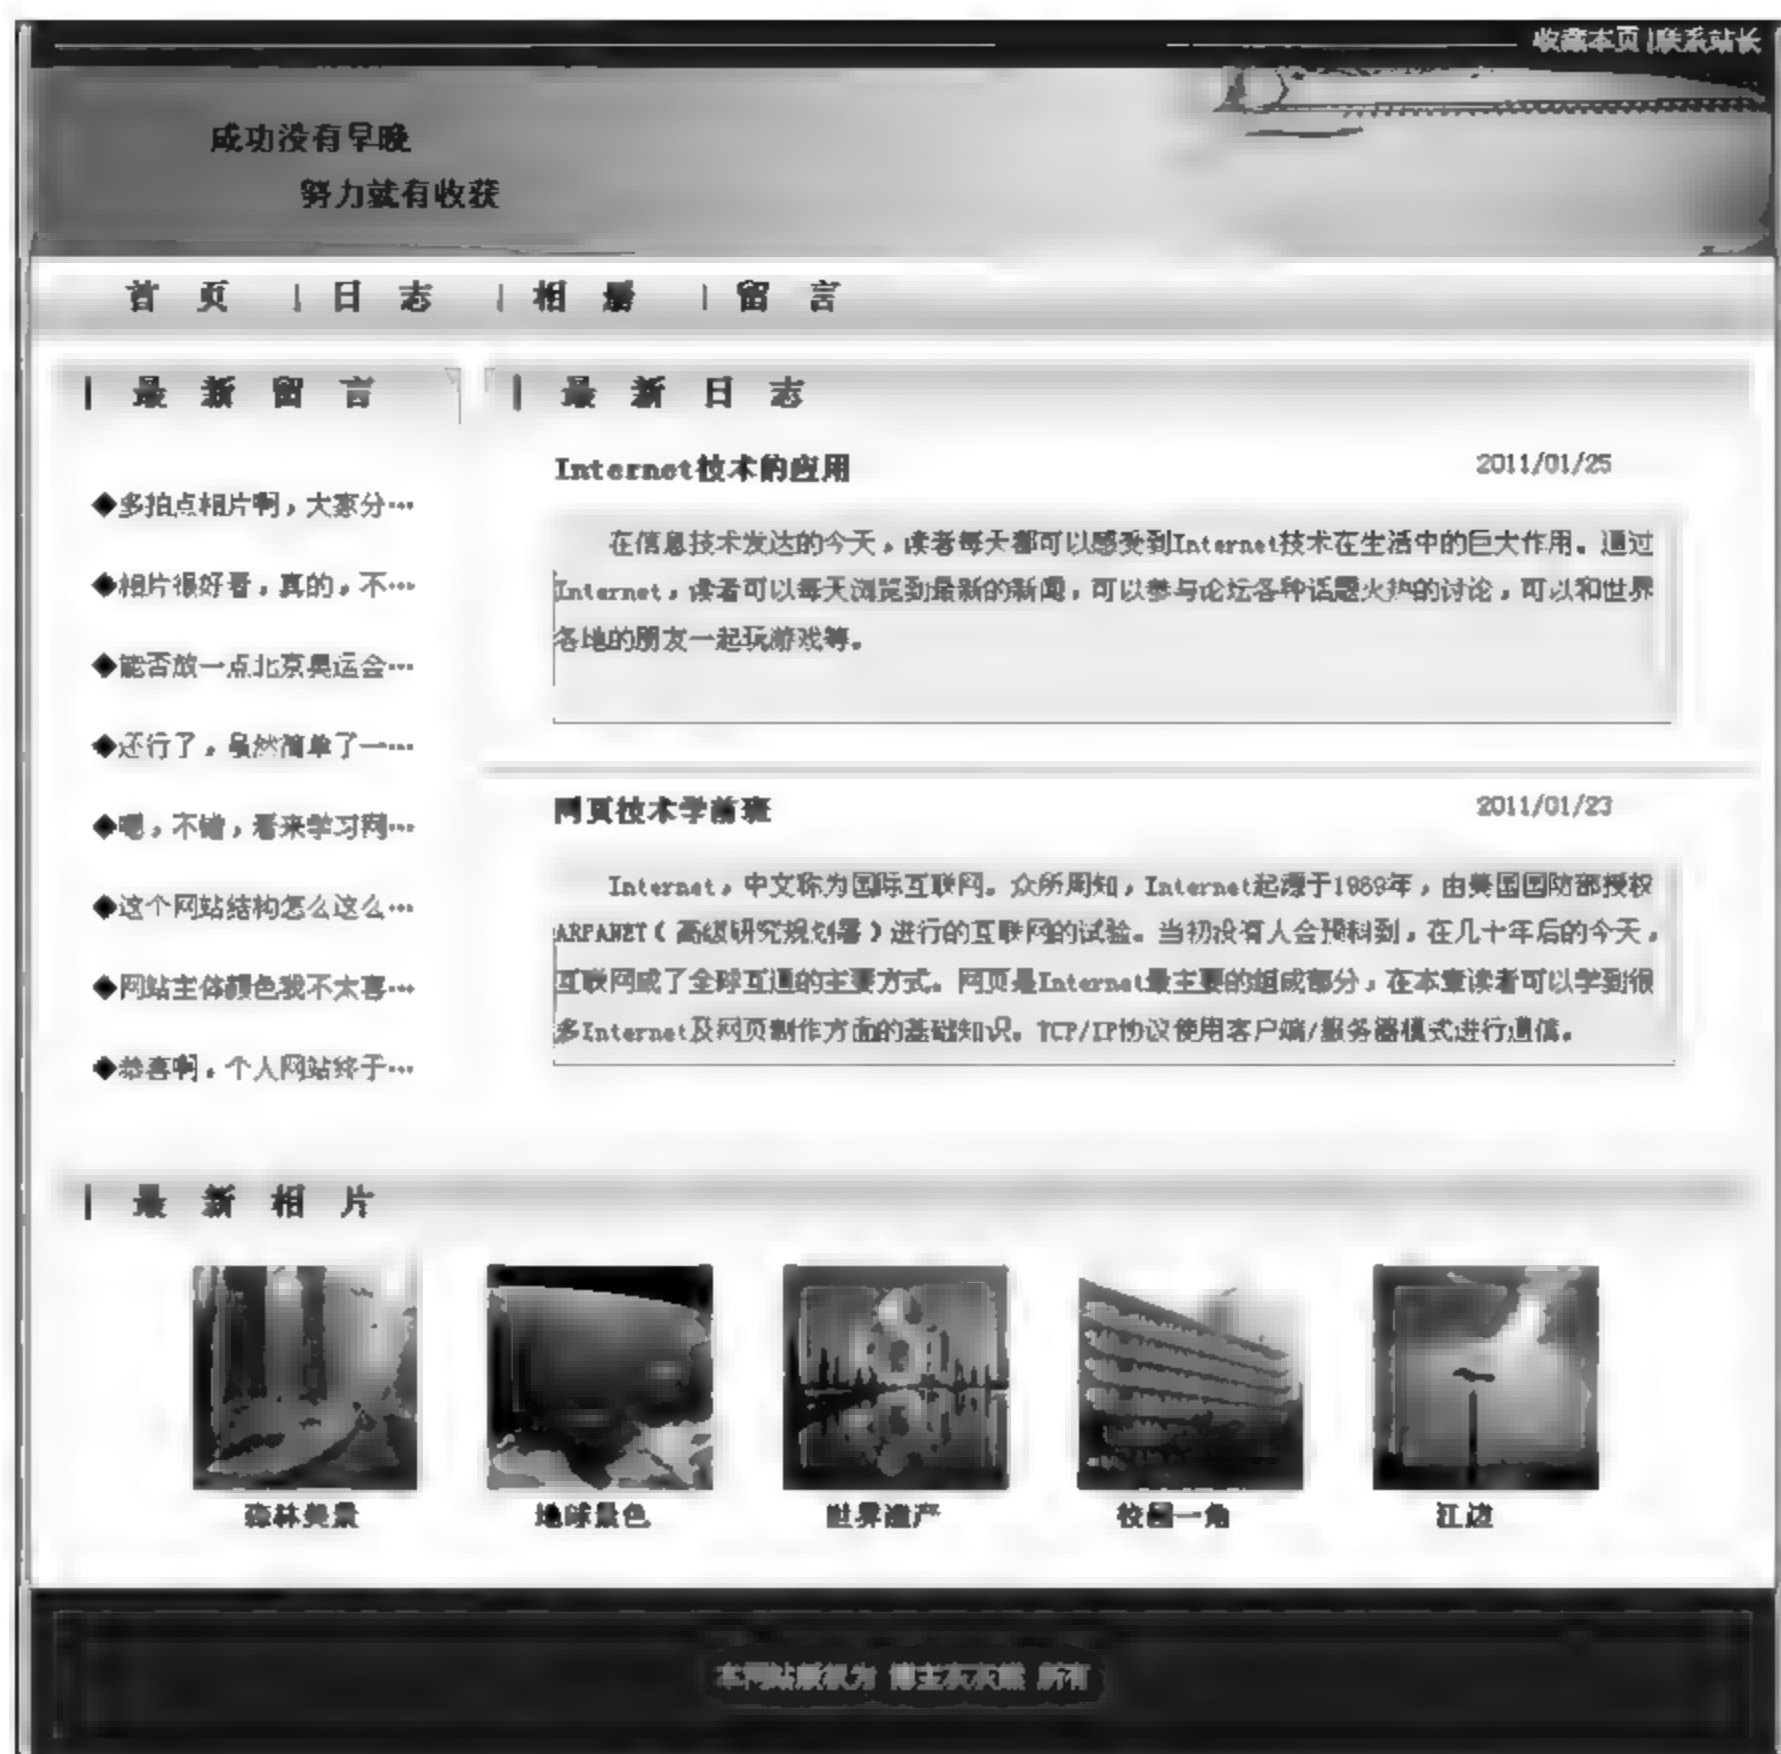 收藏本页 |联系站长
成功没有早晚
努力就有收获
首 页 | 日 志 | 相 册 | 留 言
| 最 新 留 言
◆多拍点相片啊，大家分…
◆相片很好看，真的，不…
◆能否放一点北京奥运会…
◆还行了，虽然简单了一…
◆嗯，不错，看来学习网…
◆这个网站结构怎么这么…
◆网站主体颜色我不太喜…
◆恭喜啊，个人网站终于…
| 最 新 日 志
Internet技术的应用 2011/01/25
在信息技术发达的今天，读者每天都可以感受到Internet技术在生活中的巨大作用。通过
Internet，读者可以每天浏览到最新的新闻，可以参与论坛各种话题火热的讨论，可以和世界
各地的朋友一起玩游戏等。
网页技术学前班 2011/01/23
Internet，中文称为国际互联网。众所周知，Internet起源于1969年，由美国国防部授权
ARPANET（高级研究规划署）进行的互联网的试验。当初没有人会预料到，在几十年后的今天，
互联网成了全球互通的主要方式。网页是Internet最主要的组成部分，在本章读者可以学到很
多Internet及网页制作方面的基础知识。TCP/IP协议使用客户端/服务器模式进行通信。
| 最 新 相 片
森林美景 地球景色 世界遗产 校园一角 江边
本网站版权为 博主 所有